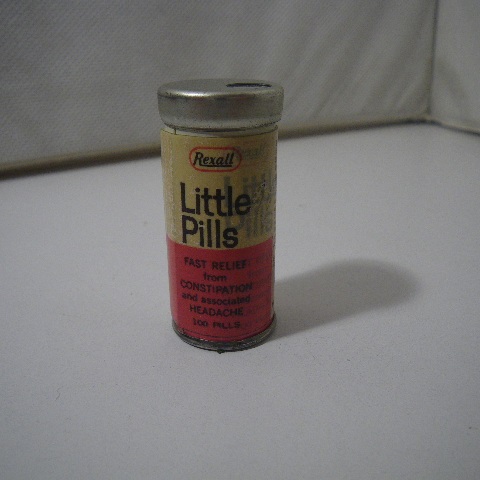 Rexall
Little
Pills
FAST RELIEF
from
CONSTIPATION
and associated
HEADACHE
100 PILLS